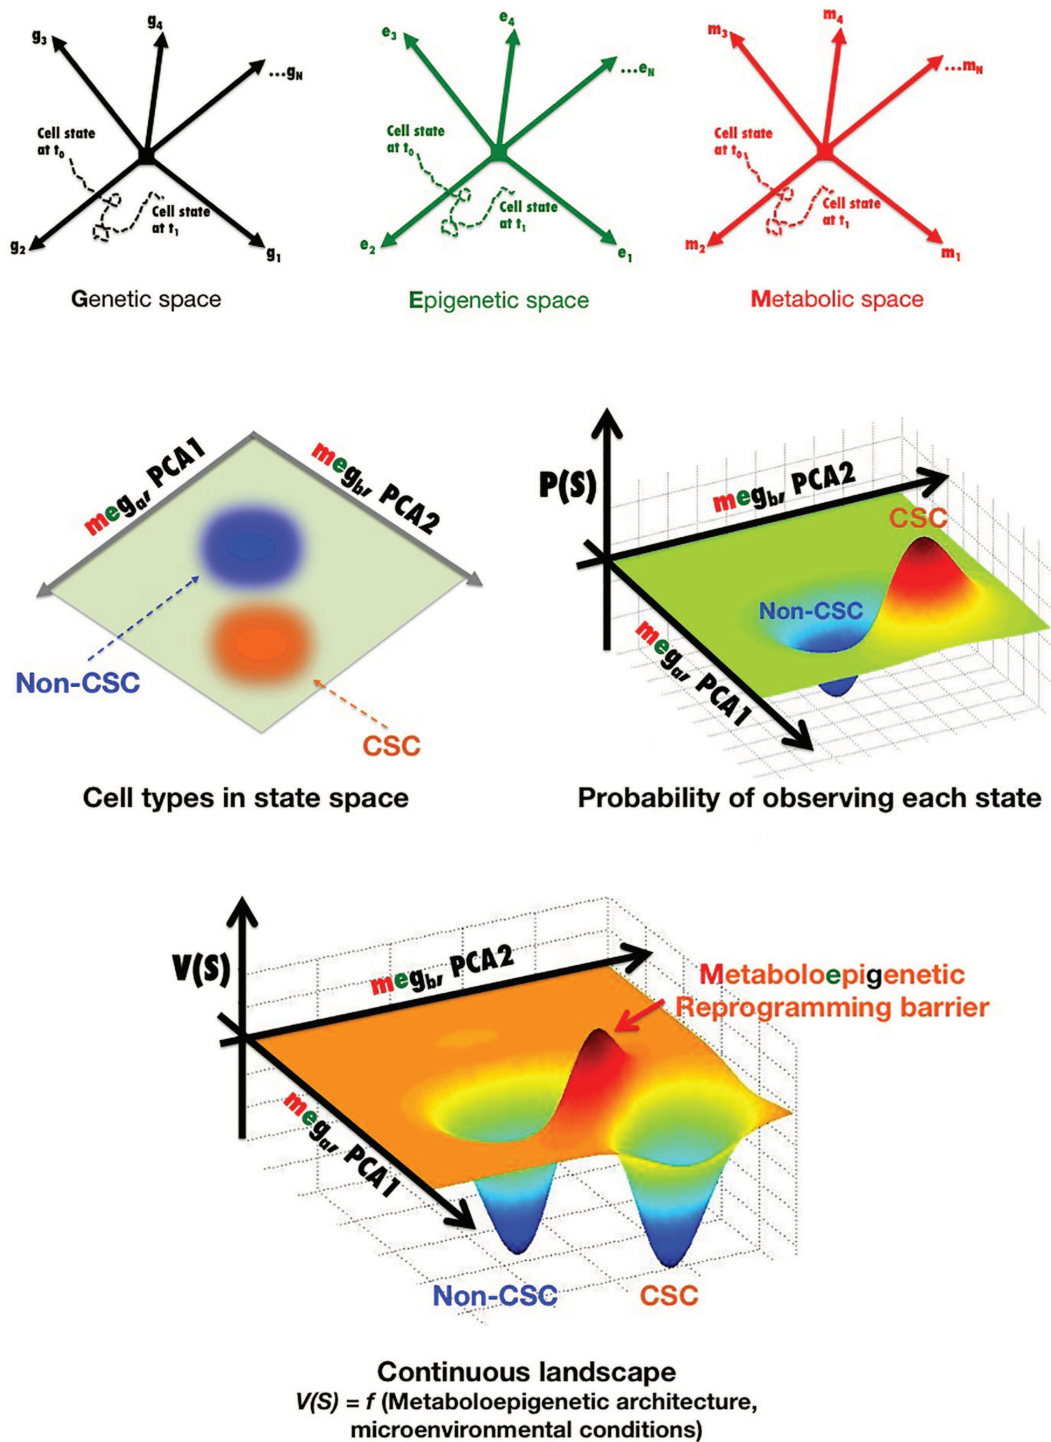 g₃
g₄
...gN
Cell state
at t₀
Cell state
at t₁
g₂
g₁
Genetic space
e₃
e₄
...eN
Cell state
at t₀
Cell state
at t₁
e₂
e₁
Epigenetic space
m₃
m₄
...mN
Cell state
at t₀
Cell state
at t₁
m₂
m₁
Metabolic space
megₐ, PCA1
meg_b, PCA2
Non-CSC
CSC
Cell types in state space
P(S)
meg_b, PCA2
CSC
Non-CSC
megₐ, PCA1
Probability of observing each state
V(S)
meg_b, PCA2
Metaboloepigenetic
Reprogramming barrier
megₐ, PCA1
Non-CSC
CSC
Continuous landscape
V(S) = f (Metaboloepigenetic architecture,
microenvironmental conditions)